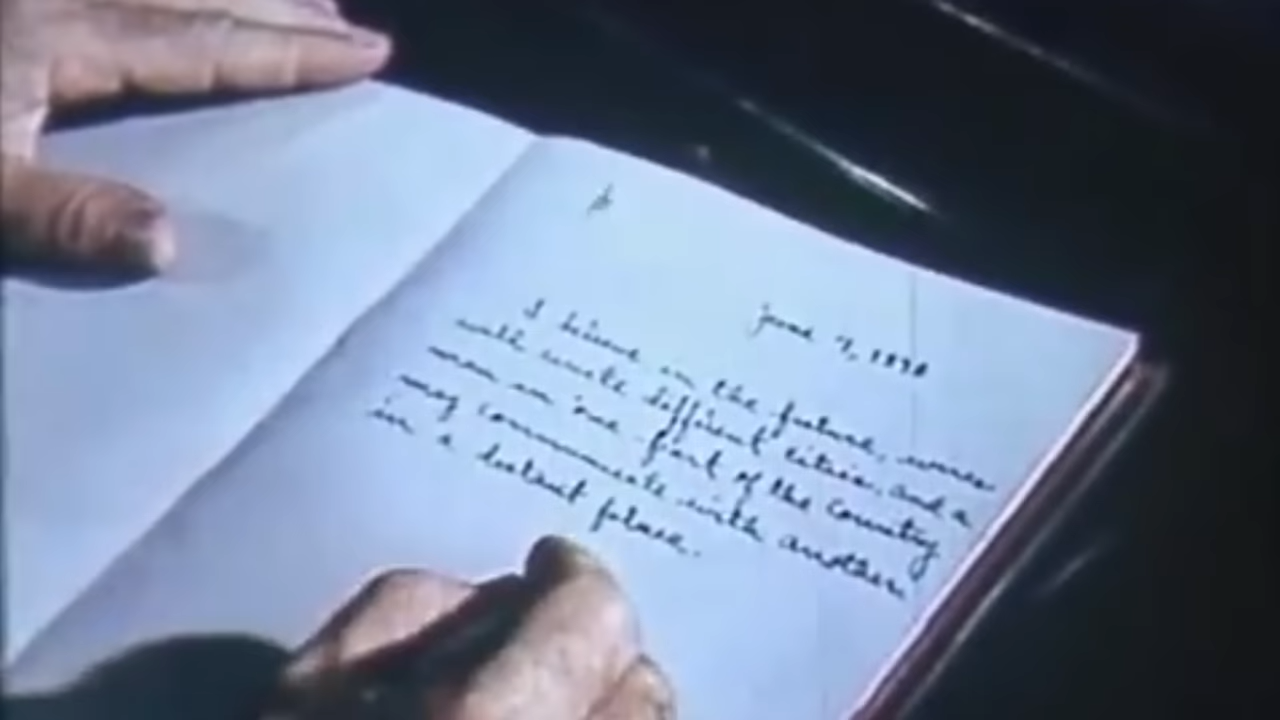 June 7,
I believe in the future, wires
will unite different cities, and a
man in one part of the country
may communicate with another
in a distant place.